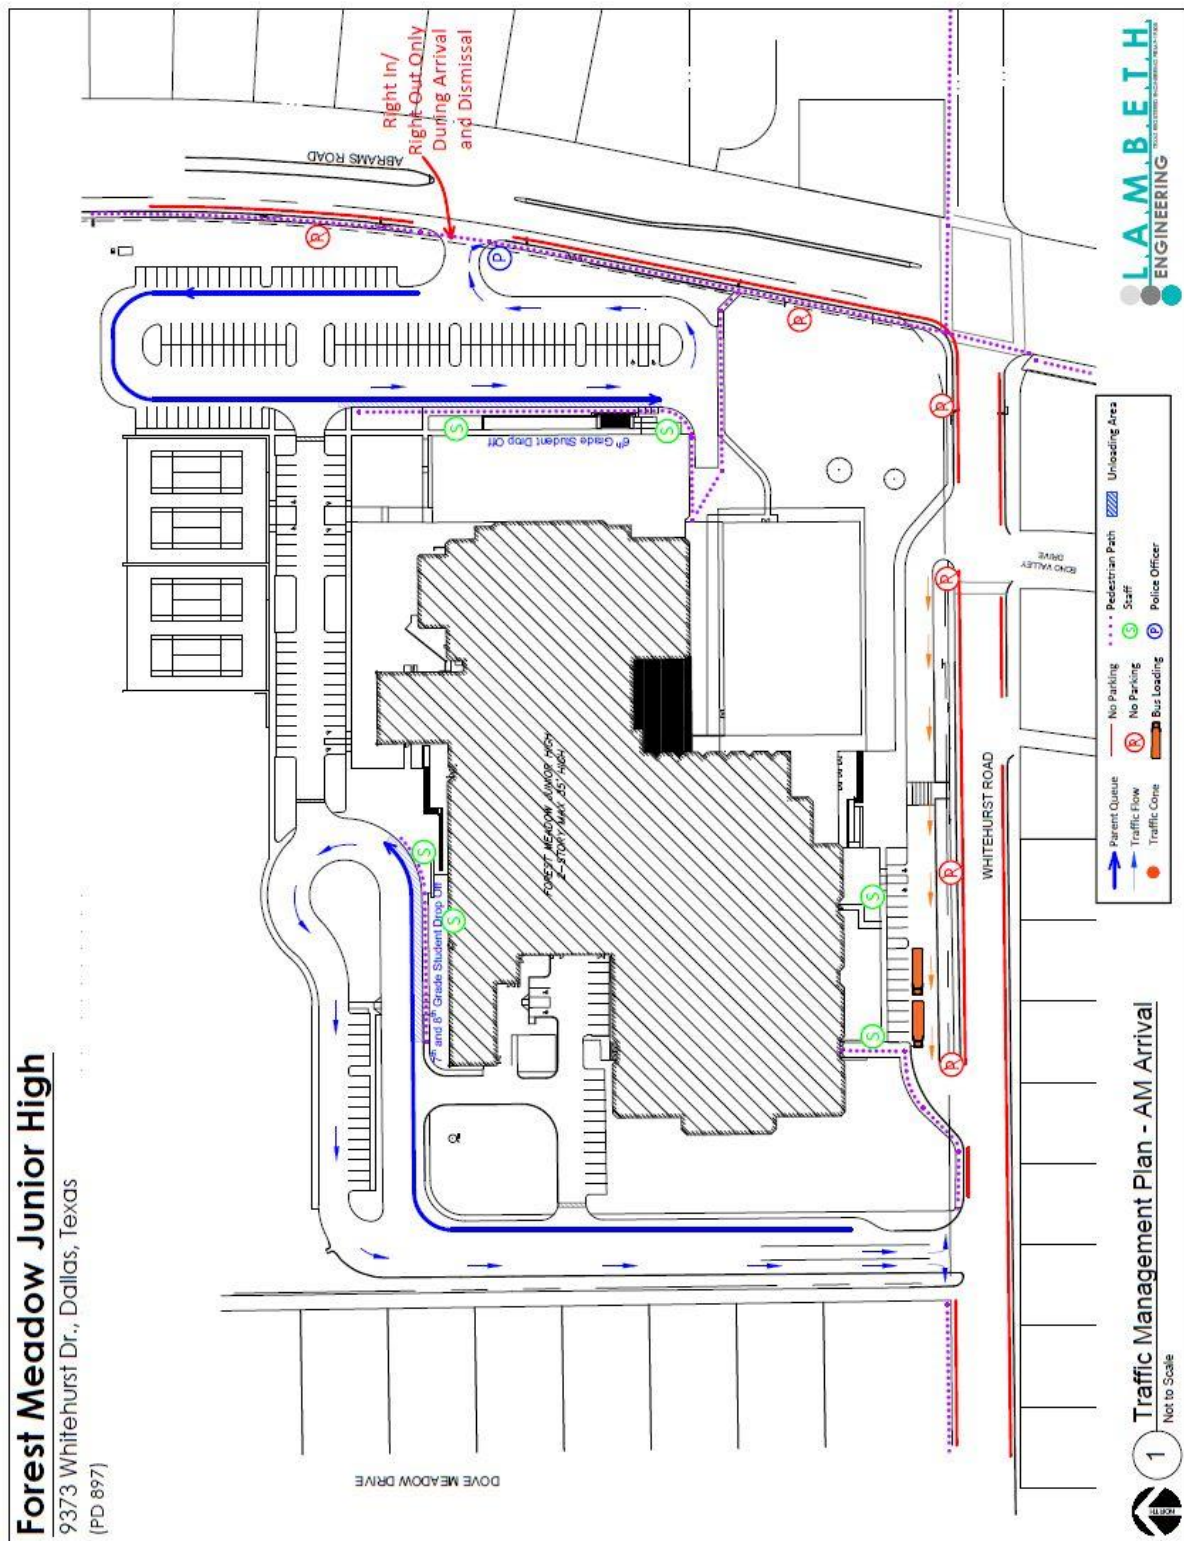 Forest Meadow Junior High
9373 Whitehurst Dr., Dallas, Texas
(PD 897)
Right In/
Right Out Only
During Arrival
and Dismissal
ABRAMS ROAD
6th Grade Student Drop Off
7th and 8th Grade Student Drop Off
FOREST MEADOW JUNIOR HIGH
2-STORY/MAX 35' HIGH
ECHO VALLEY
DRIVE
WHITEHURST ROAD
DOVE MEADOW DRIVE
R
R
R
R
R
R
P
S
S
S
S
S
S
Parent Queue
Traffic Flow
Traffic Cone
No Parking
R No Parking
Bus Loading
Pedestrian Path
S Staff
P Police Officer
Unloading Area
NORTH
1
Traffic Management Plan - AM Arrival
Not to Scale
L.A.M.B.E.T.H.
ENGINEERING